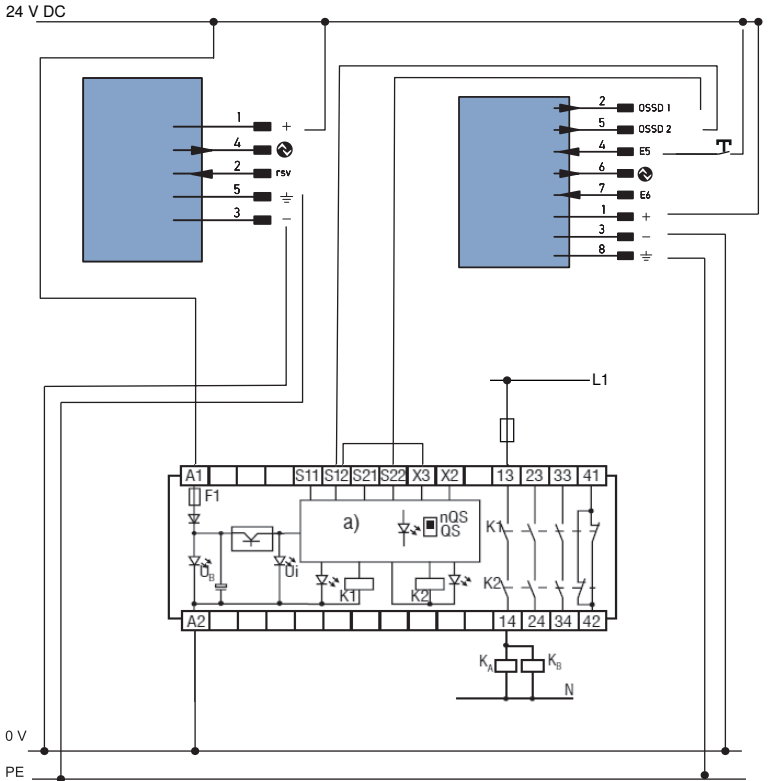 24 V DC
1 +
4
2 rsv
5
3 −
2 OSSD 1
5 OSSD 2
4 E5
6
7 E6
1 +
3 −
8
L1
A1 S11 S12 S21 S22 X3 X2 13 23 33 41
F1
a)
nQS
QS
K1
UB
Ui
K1
K2
K2
A2 14 24 34 42
KA
KB
N
0 V
PE